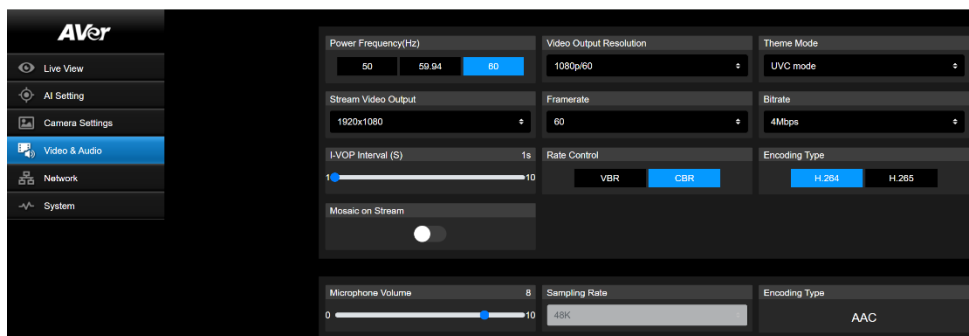 AVer
Live View
AI Setting
Camera Settings
Video & Audio
Network
System
Power Frequency(Hz)
50 59.94 60
Video Output Resolution
1080p/60
Theme Mode
UVC mode
Stream Video Output
1920x1080
Framerate
60
Bitrate
4Mbps
I-VOP Interval (S) 1s
1 10
Rate Control
VBR CBR
Encoding Type
H.264 H.265
Mosaic on Stream
Microphone Volume 8
0 10
Sampling Rate
48K
Encoding Type
AAC